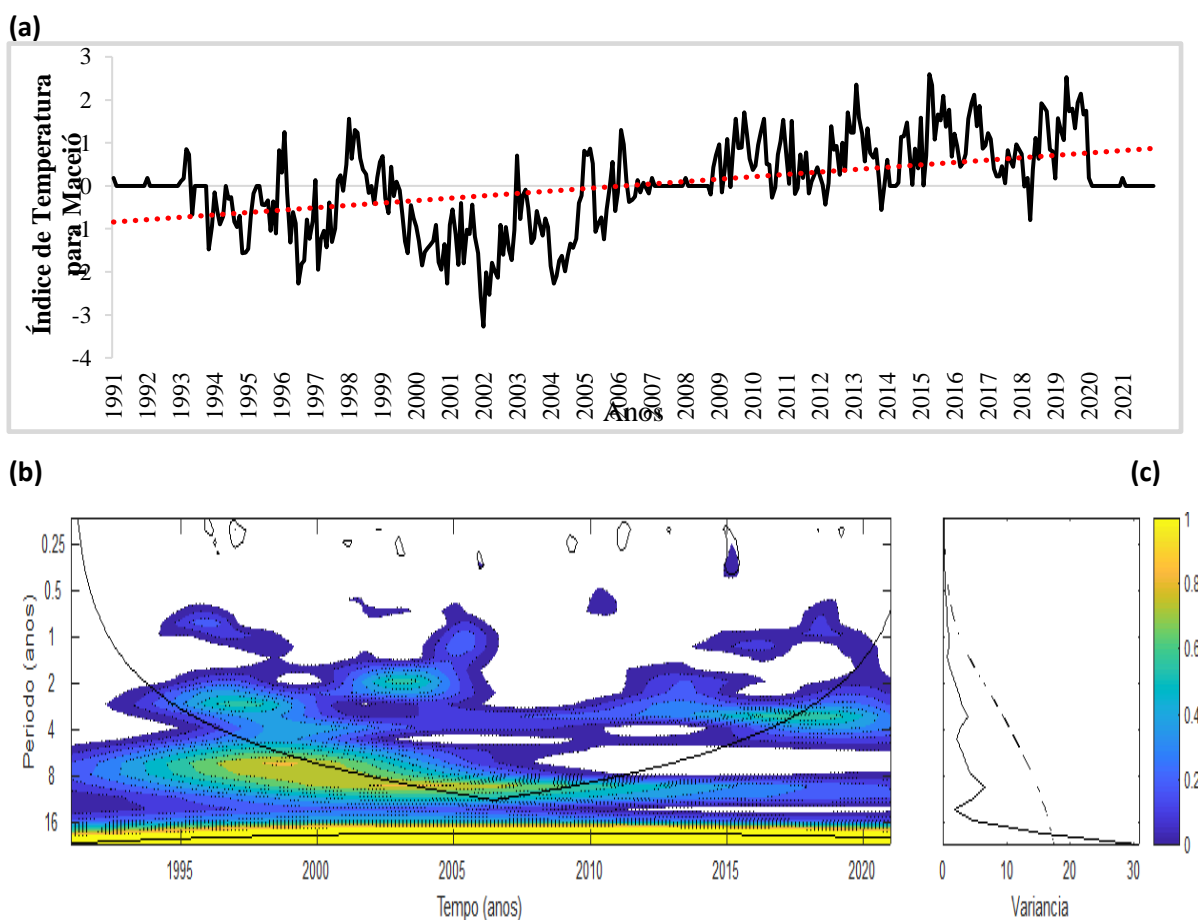 (a)
Índice de Temperatura
para Maceió
3
2
1
0
-1
-2
-3
-4
1991 1992 1993 1994 1995 1996 1997 1998 1999 2000 2001 2002 2003 2004 2005 2006 2007 2008 2009 2010 2011 2012 2013 2014 2015 2016 2017 2018 2019 2020 2021
Anos
(b)
(c)
Periodo (anos)
0.25
0.5
1
2
4
8
16
1995 2000 2005 2010 2015 2020
Tempo (anos)
0 10 20 30
Variancia
1
0.8
0.6
0.4
0.2
0